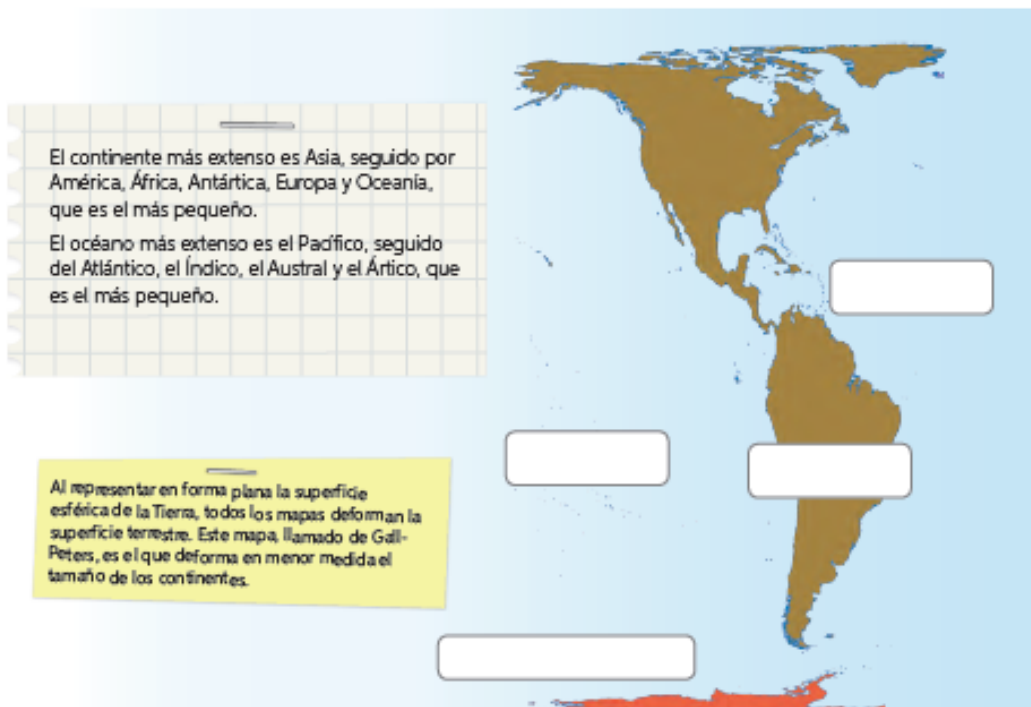 El continente más extenso es Asia, seguido por
América, África, Antártica, Europa y Oceanía,
que es el más pequeño.
El océano más extenso es el Pacífico, seguido
del Atlántico, el Índico, el Austral y el Ártico, que
es el más pequeño.
Al representar en forma plana la superficie
esférica de la Tierra, todos los mapas deforman la
superficie terrestre. Este mapa, llamado de Gall-
Peters, es el que deforma en menor medida el
tamaño de los continentes.